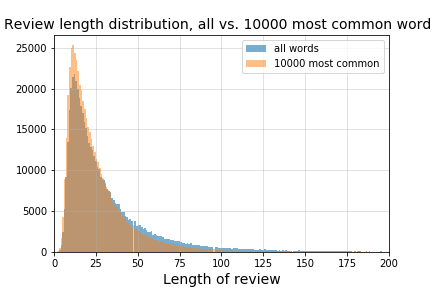 Review length distribution, all vs. 10000 most common word
all words
10000 most common
25000
20000
15000
10000
5000
0
0 25 50 75 100 125 150 175 200
Length of review